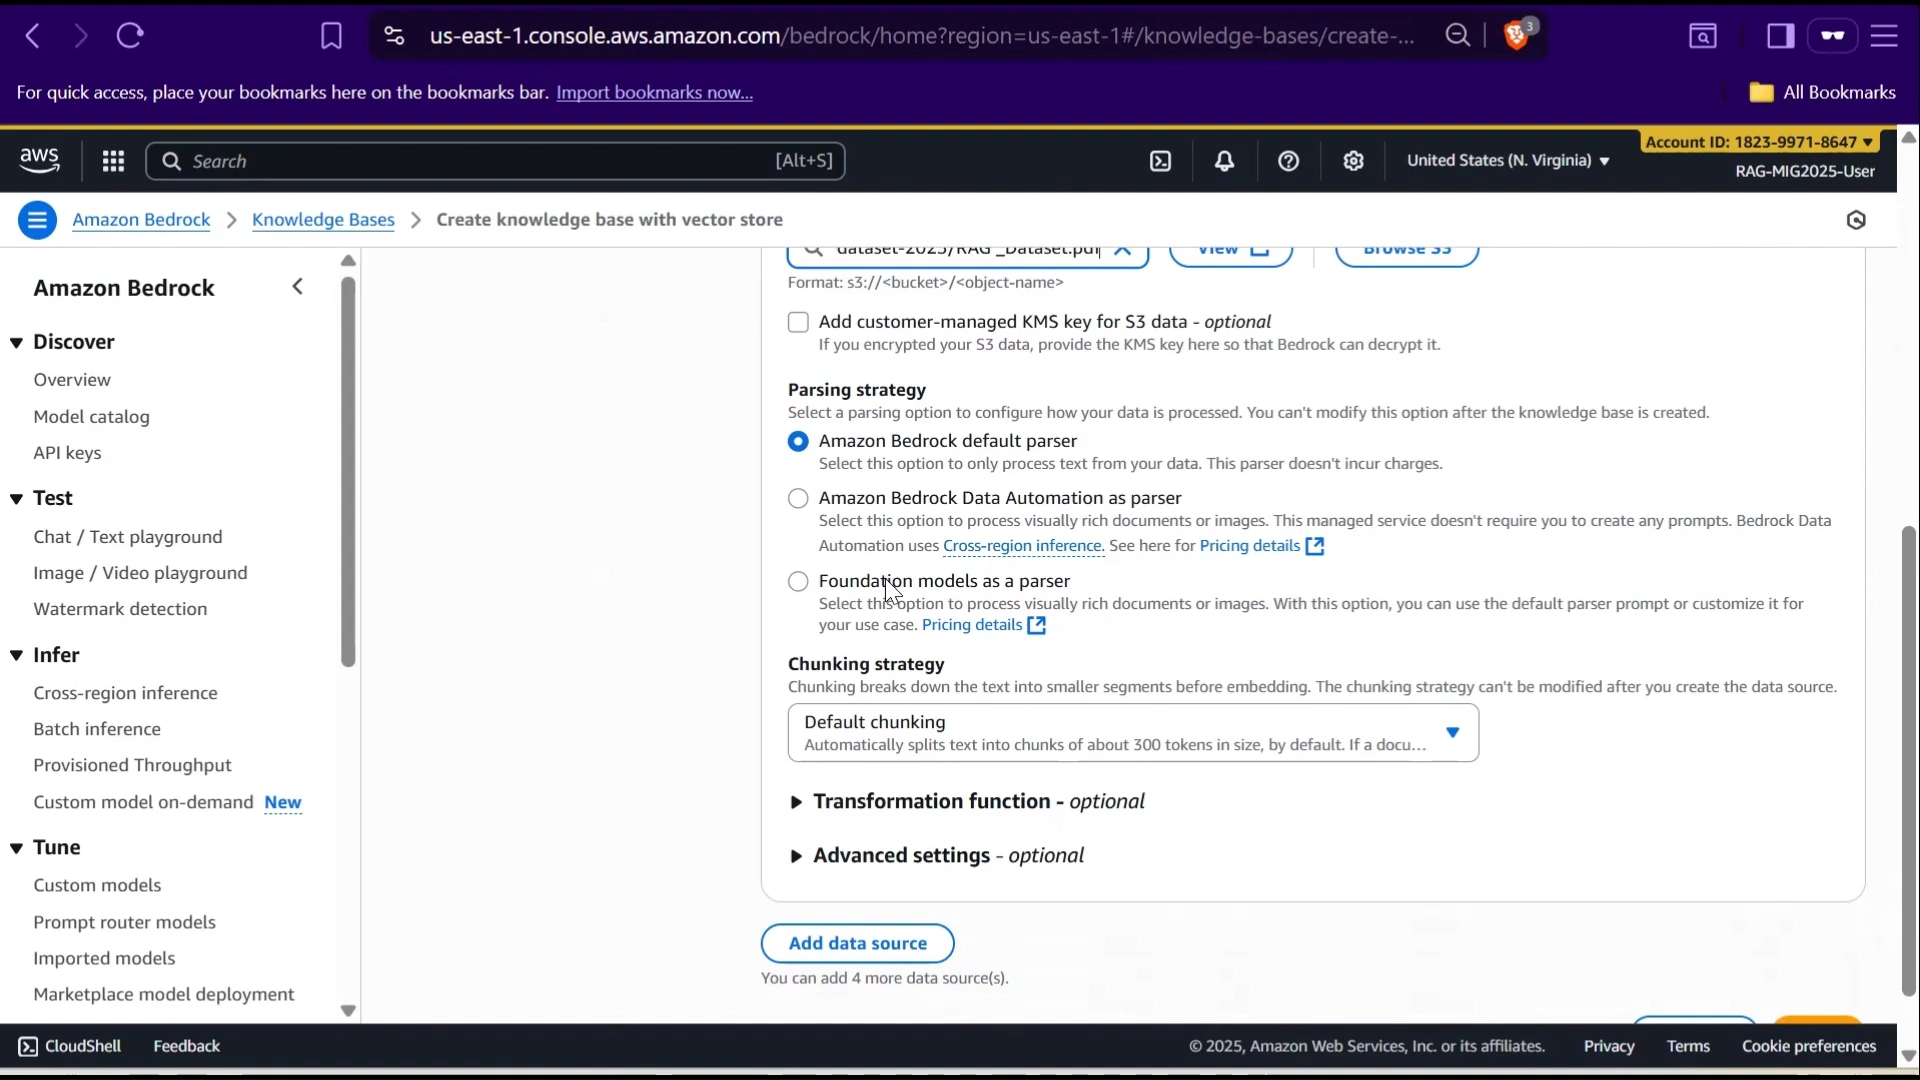 us-east-1.console.aws.amazon.com/bedrock/home?region=us-east-1#/knowledge-bases/create-...
3
For quick access, place your bookmarks here on the bookmarks bar. Import bookmarks now...
All Bookmarks
aws
Search
[Alt+S]
United States (N. Virginia)
Account ID: 1823-9971-8647
RAG-MIG2025-User
Amazon Bedrock > Knowledge Bases > Create knowledge base with vector store
Amazon Bedrock
Discover
Overview
Model catalog
API keys
Test
Chat / Text playground
Image / Video playground
Watermark detection
Infer
Cross-region inference
Batch inference
Provisioned Throughput
Custom model on-demand New
Tune
Custom models
Prompt router models
Imported models
Marketplace model deployment
dataset-2025/RAG _Dataset.pdf
View
Browse S3
Format: s3://<bucket>/<object-name>
Add customer-managed KMS key for S3 data - optional
If you encrypted your S3 data, provide the KMS key here so that Bedrock can decrypt it.
Parsing strategy
Select a parsing option to configure how your data is processed. You can't modify this option after the knowledge base is created.
Amazon Bedrock default parser
Select this option to only process text from your data. This parser doesn't incur charges.
Amazon Bedrock Data Automation as parser
Select this option to process visually rich documents or images. This managed service doesn't require you to create any prompts. Bedrock Data
Automation uses Cross-region inference. See here for Pricing details
Foundation models as a parser
Select this option to process visually rich documents or images. With this option, you can use the default parser prompt or customize it for
your use case. Pricing details
Chunking strategy
Chunking breaks down the text into smaller segments before embedding. The chunking strategy can't be modified after you create the data source.
Default chunking
Automatically splits text into chunks of about 300 tokens in size, by default. If a docu...
Transformation function - optional
Advanced settings - optional
Add data source
You can add 4 more data source(s).
CloudShell
Feedback
© 2025, Amazon Web Services, Inc. or its affiliates.
Privacy
Terms
Cookie preferences